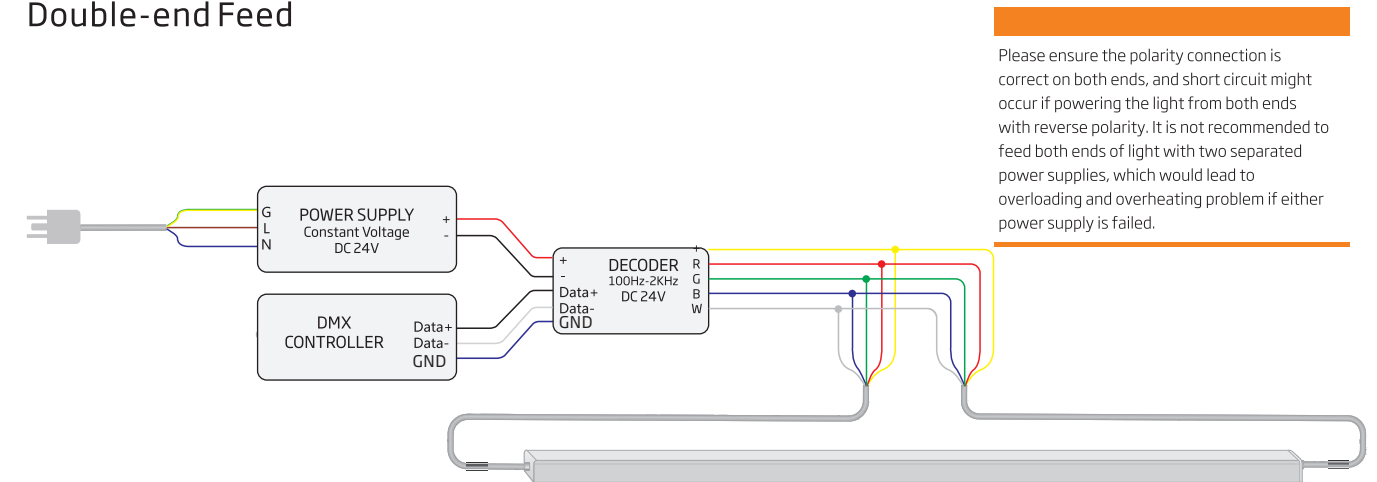 Double-end Feed
Please ensure the polarity connection is
correct on both ends, and short circuit might
occur if powering the light from both ends
with reverse polarity. It is not recommended to
feed both ends of light with two separated
power supplies, which would lead to
overloading and overheating problem if either
power supply is failed.
G
L
N
POWER SUPPLY
Constant Voltage
DC 24V
+
-
DMX
CONTROLLER
Data+
Data-
GND
+
-
Data+
Data-
GND
DECODER
100Hz-2KHz
DC 24V
+
R
G
B
W